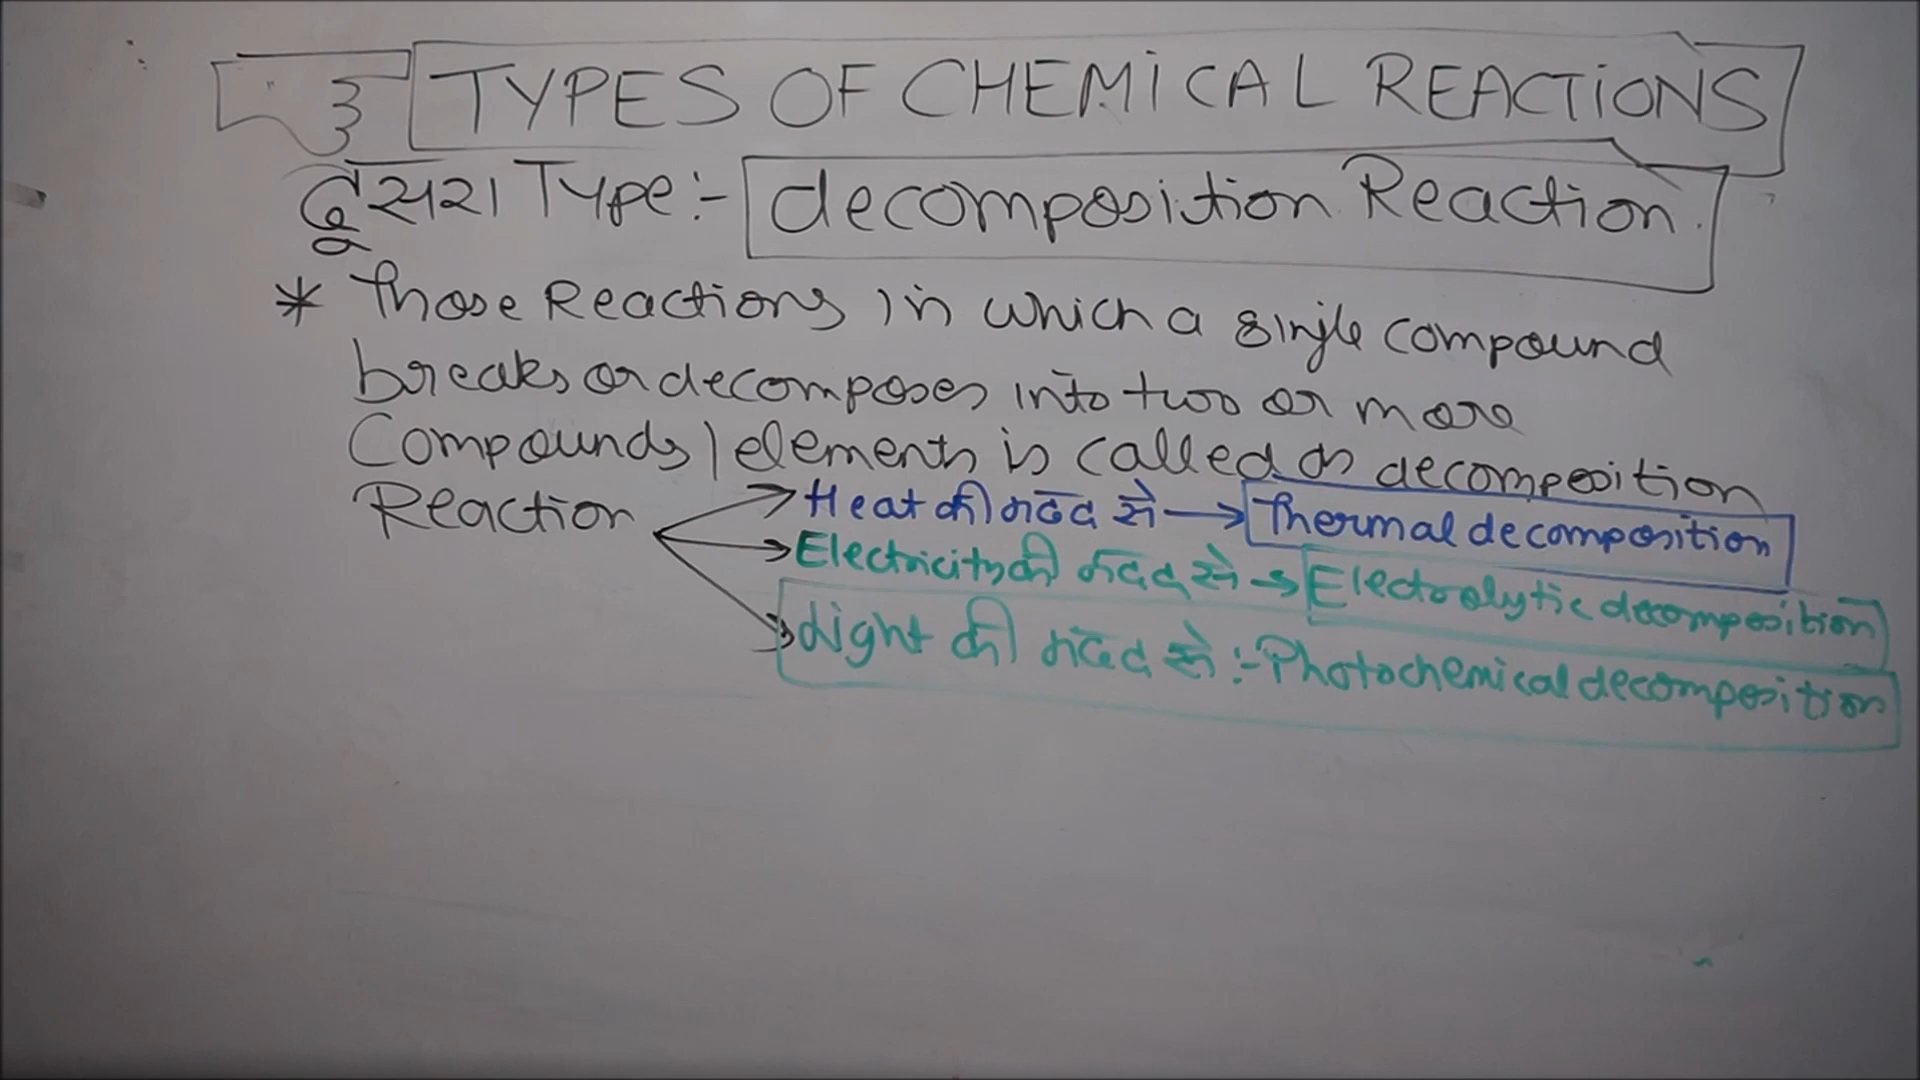 TYPES OF CHEMICAL REACTIONS
दूसरा Type:- decomposition Reaction.
* Those Reactions in which a single compound
breaks or decomposes into two or more
Compounds / elements is called as decomposition
Reaction
Heat की मदद से → Thermal decomposition
Electricity की मदद से → Electrolytic decomposition
Light की मदद से :- Photochemical decomposition